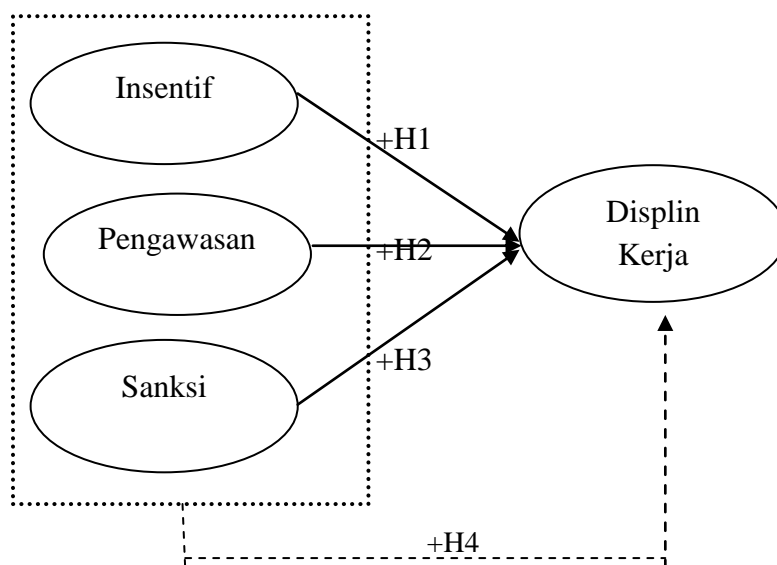 Insentif
+H1
Pengawasan
+H2
Displin
Kerja
Sanksi
+H3
+H4